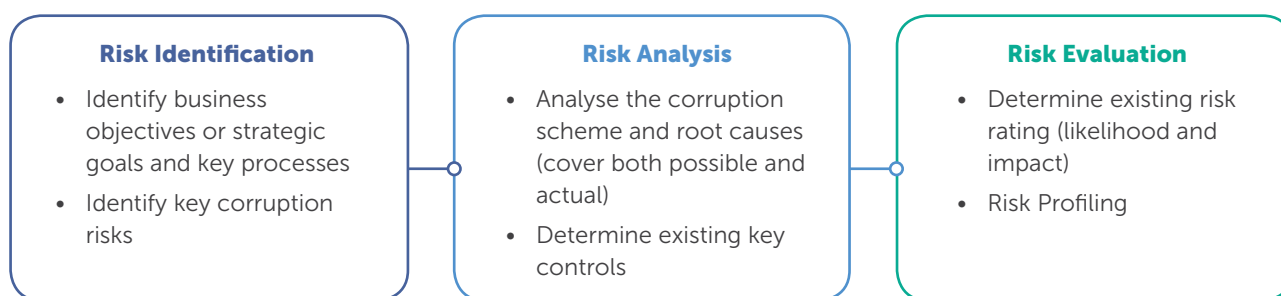 Risk Identification
• Identify business
objectives or strategic
goals and key processes
• Identify key corruption
risks
Risk Analysis
• Analyse the corruption
scheme and root causes
(cover both possible and
actual)
• Determine existing key
controls
Risk Evaluation
• Determine existing risk
rating (likelihood and
impact)
• Risk Profiling